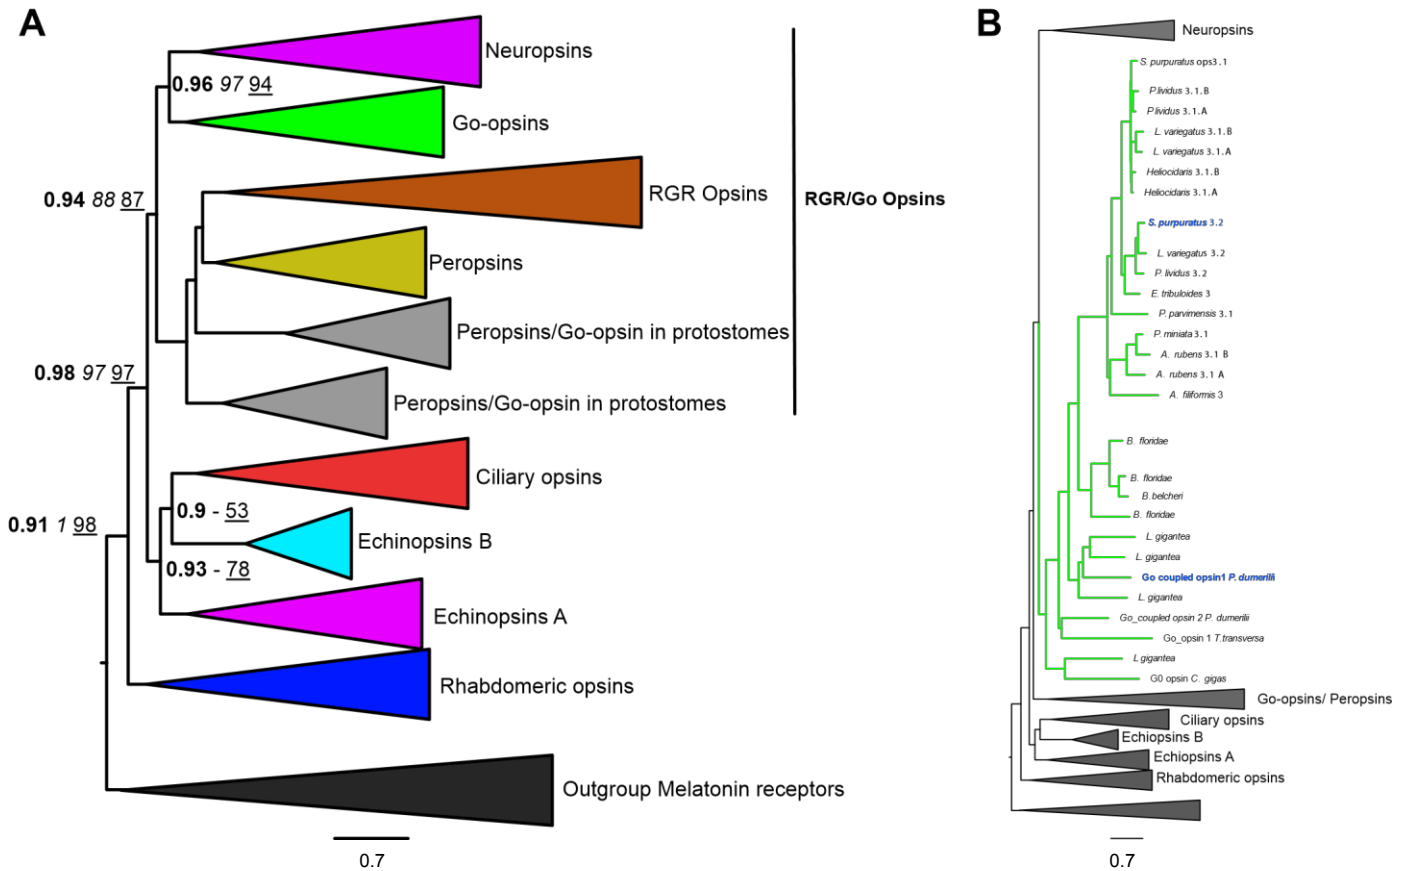 A
Neuropsins
0.96 97 94
Go-opsins
RGR Opsins
RGR/Go Opsins
0.94 88 87
Peropsins
Peropsins/Go-opsin in protostomes
0.98 97 97
Peropsins/Go-opsin in protostomes
Ciliary opsins
0.9 - 53
0.91 1 98
Echinopsins B
0.93 - 78
Echinopsins A
Rhabdomeric opsins
Outgroup Melatonin receptors
0.7
B
Neuropsins
S. purpuratus ops3.1
P.lividus 3.1.B
P.lividus 3.1.A
L. variegatus 3.1.B
L. variegatus 3.1.A
Heliocidaris 3.1.B
Heliocidaris 3.1.A
S. purpuratus 3.2
L. variegatus 3.2
P. lividus 3.2
E. tribuloides 3
P. parvimensis 3.1
P. miniata 3.1
A. rubens 3.1 B
A. rubens 3.1 A
A. filiformis 3
B. floridae
B. floridae
B. belcheri
B. floridae
L. gigantea
L. gigantea
Go coupled opsin1 P. dumerilli
L. gigantea
Go_coupled opsin 2 P. dumerilii
Go_opsin 1 T.transversa
L.gigantea
G0 opsin C. gigas
Go-opsins/ Peropsins
Ciliary opsins
Echiopsins B
Echiopsins A
Rhabdomeric opsins
0.7